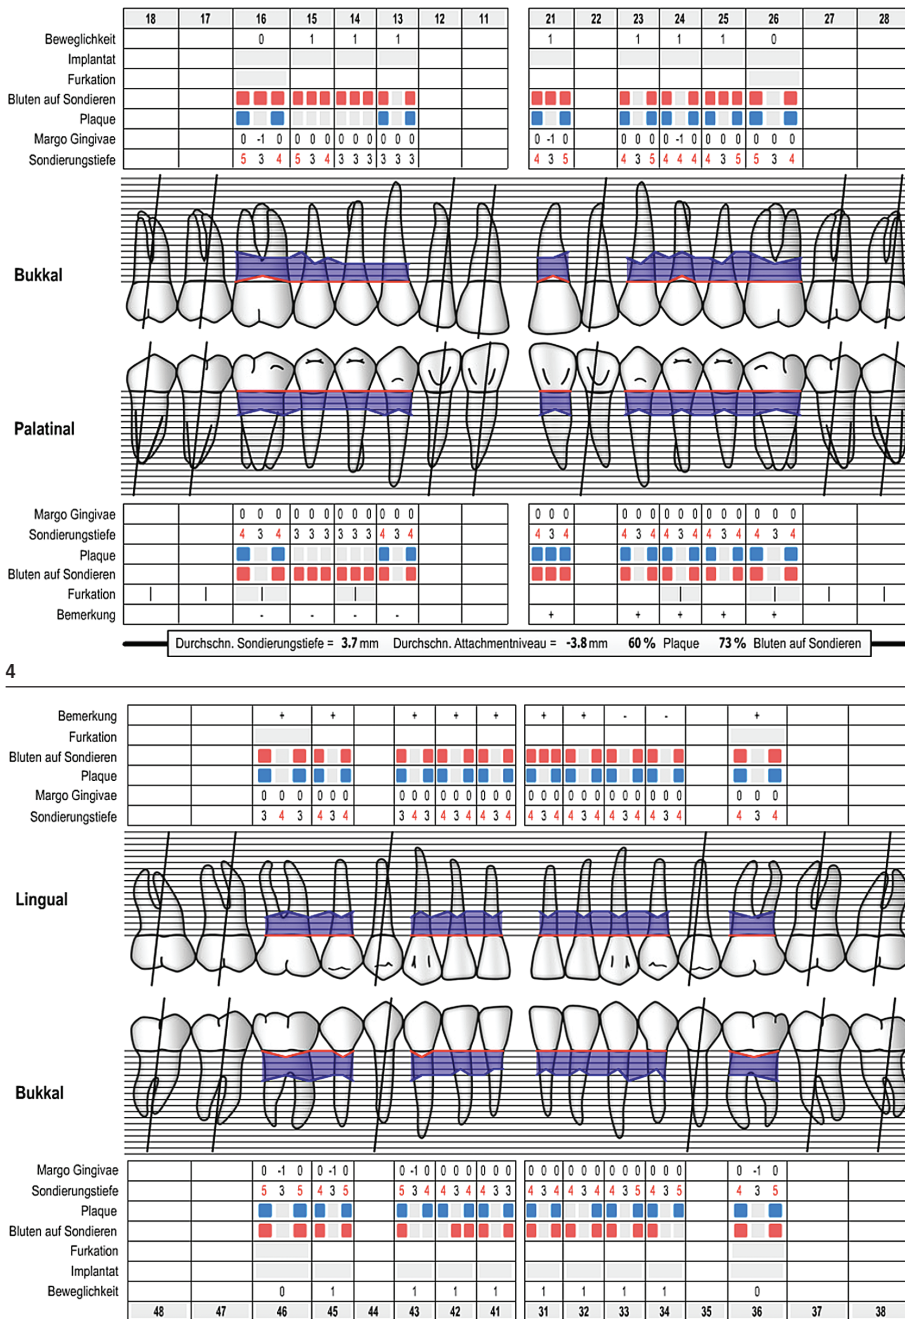 18 17 16 15 14 13 12 11 21 22 23 24 25 26 27 28
Beweglichkeit 0 1 1 1 1 1 1 1 0
Implantat
Furkation
Bluten auf Sondieren
Plaque
Margo Gingivae 0 -1 0 0 0 0 0 0 0 0 0 0 0 -1 0 0 0 0 0 -1 0 0 0 0 0 0 0
Sondierungstiefe 5 3 4 5 3 4 3 3 3 3 3 3 4 3 5 4 3 5 4 4 4 4 3 5 5 3 4
Bukkal
Palatinal
Margo Gingivae 0 0 0 0 0 0 0 0 0 0 0 0 0 0 0 0 0 0 0 0 0 0 0 0 0 0 0
Sondierungstiefe 4 3 4 3 3 3 3 3 3 4 3 4 4 3 4 4 3 4 4 3 4 4 3 4 4 3 4
Plaque
Bluten auf Sondieren
Furkation | | | | | | | |
Bemerkung - - - - + + + + +
Durchschn. Sondierungstiefe = 3.7 mm Durchschn. Attachmentniveau = -3.8 mm 60 % Plaque 73 % Bluten auf Sondieren
4
Bemerkung + + + + + + + - - +
Furkation
Bluten auf Sondieren
Plaque
Margo Gingivae 0 0 0 0 0 0 0 0 0 0 0 0 0 0 0 0 0 0 0 0 0 0 0 0 0 0 0 0 0 0
Sondierungstiefe 3 4 3 4 3 4 3 4 3 4 3 4 4 3 4 4 3 4 4 3 4 4 3 4 4 3 4 4 3 4
Lingual
Bukkal
Margo Gingivae 0 -1 0 0 -1 0 0 -1 0 0 0 0 0 0 0 0 0 0 0 0 0 0 0 0 0 0 0 0 -1 0
Sondierungstiefe 5 3 5 4 3 5 5 3 4 4 3 4 4 3 3 4 3 4 4 3 4 4 3 5 4 3 5 4 3 5
Plaque
Bluten auf Sondieren
Furkation
Implantat
Beweglichkeit 0 1 1 1 1 1 1 1 1 0
48 47 46 45 44 43 42 41 31 32 33 34 35 36 37 38